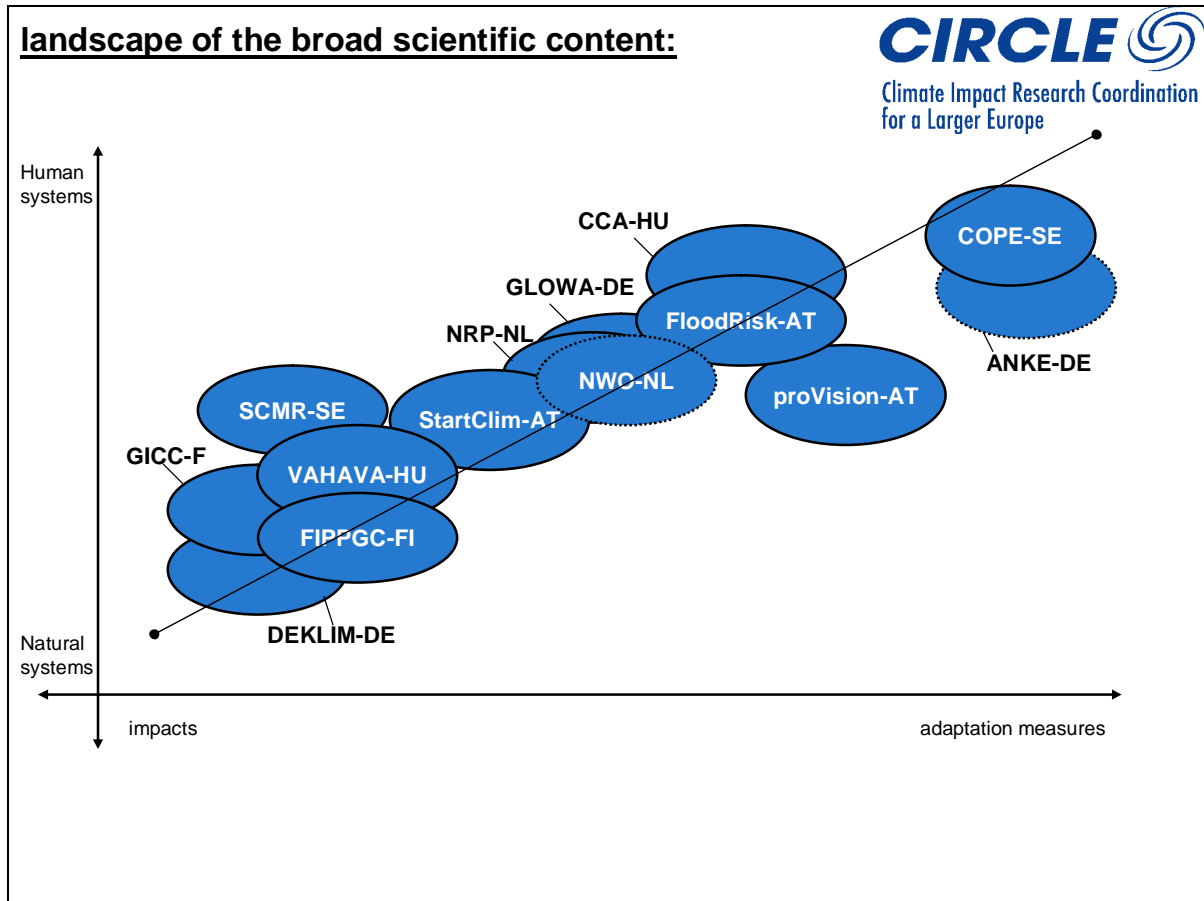 landscape of the broad scientific content:
CIRCLE
Climate Impact Research Coordination
for a Larger Europe
Human
systems
CCA-HU
COPE-SE
GLOWA-DE
FloodRisk-AT
NRP-NL
ANKE-DE
NWO-NL
proVision-AT
SCMR-SE
StartClim-AT
GICC-F
VAHAVA-HU
FIPPGC-FI
DEKLIM-DE
Natural
systems
impacts
adaptation measures